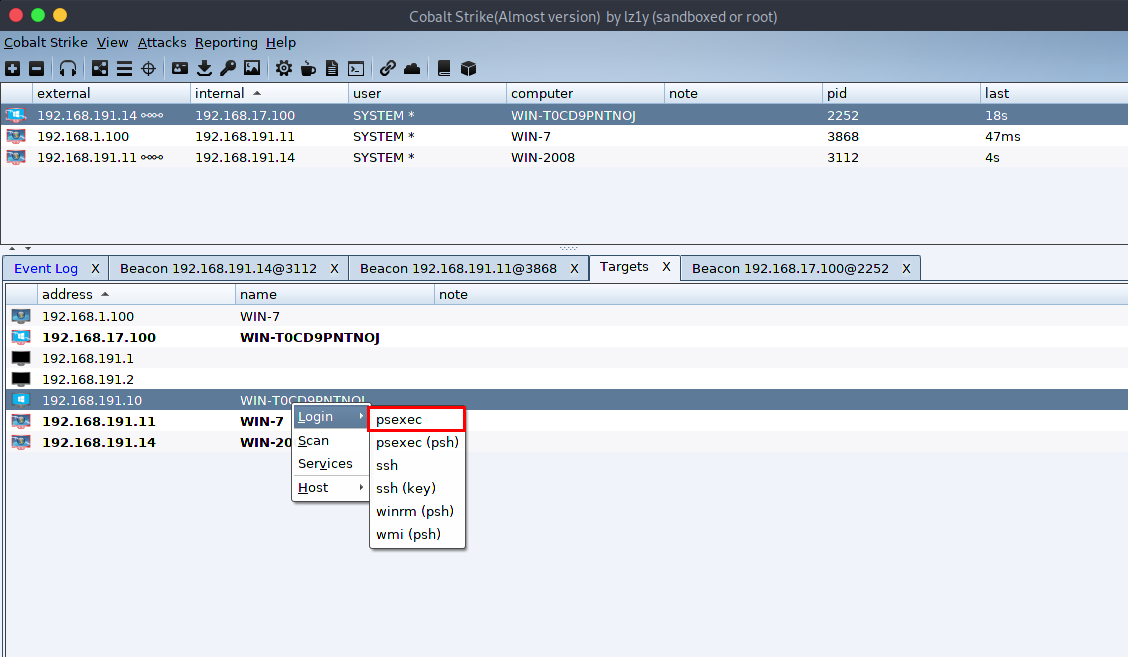 Cobalt Strike(Almost version) by lz1y (sandboxed or root)
Cobalt Strike View Attacks Reporting Help
external internal user computer note pid last
192.168.191.14 192.168.17.100 SYSTEM * WIN-T0CD9PNTNOJ 2252 18s
192.168.1.100 192.168.191.11 SYSTEM * WIN-7 3868 47ms
192.168.191.11 192.168.191.14 SYSTEM * WIN-2008 3112 4s
Event Log X Beacon 192.168.191.14@3112 X Beacon 192.168.191.11@3868 X Targets X Beacon 192.168.17.100@2252 X
address name note
192.168.1.100 WIN-7
192.168.17.100 WIN-T0CD9PNTNOJ
192.168.191.1
192.168.191.2
192.168.191.10 WIN-T0CD9PNTNOJ
192.168.191.11 WIN-7
192.168.191.14 WIN-20
Login
Scan
Services
Host
psexec
psexec (psh)
ssh
ssh (key)
winrm (psh)
wmi (psh)